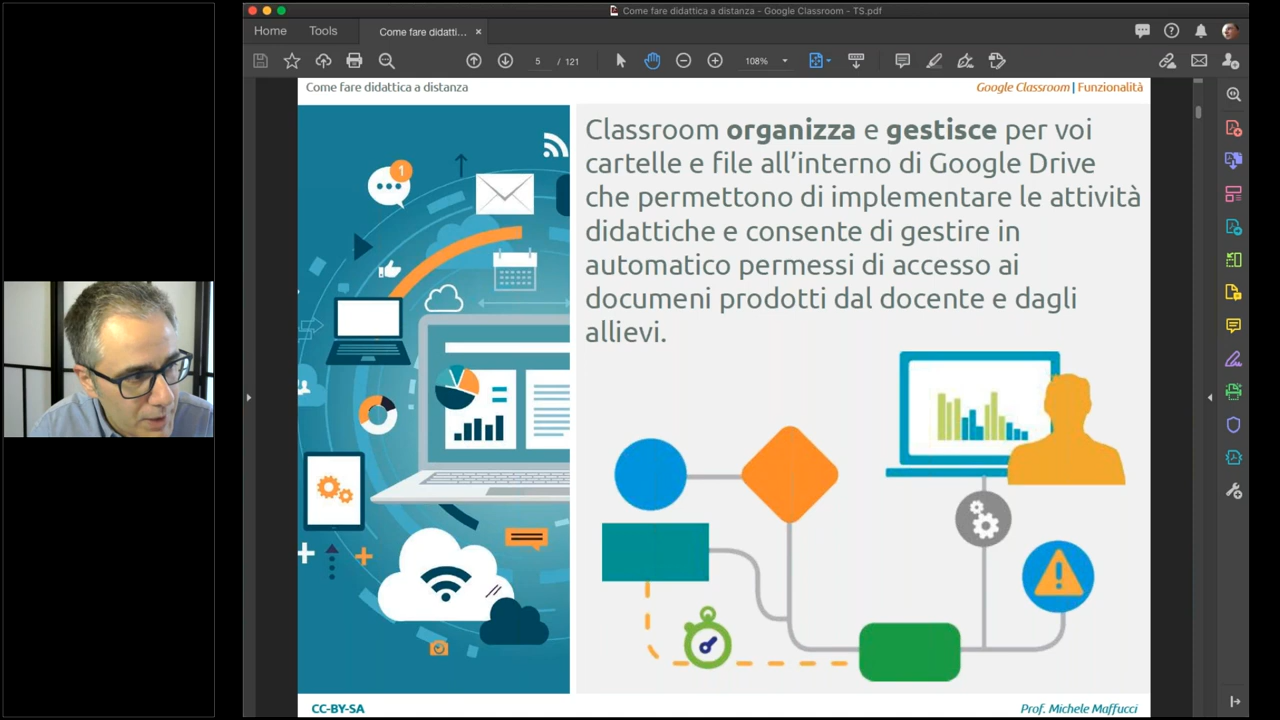 Come fare didattica a distanza - Google Classroom - TS.pdf
Home
Tools
Come fare didatti...
5 / 121
108%
Come fare didattica a distanza
Google Classroom | Funzionalità
Classroom organizza e gestisce per voi
cartelle e file all’interno di Google Drive
che permettono di implementare le attività
didattiche e consente di gestire in
automatico permessi di accesso ai
documeni prodotti dal docente e dagli
allievi.
1
CC-BY-SA
Prof. Michele Maffucci